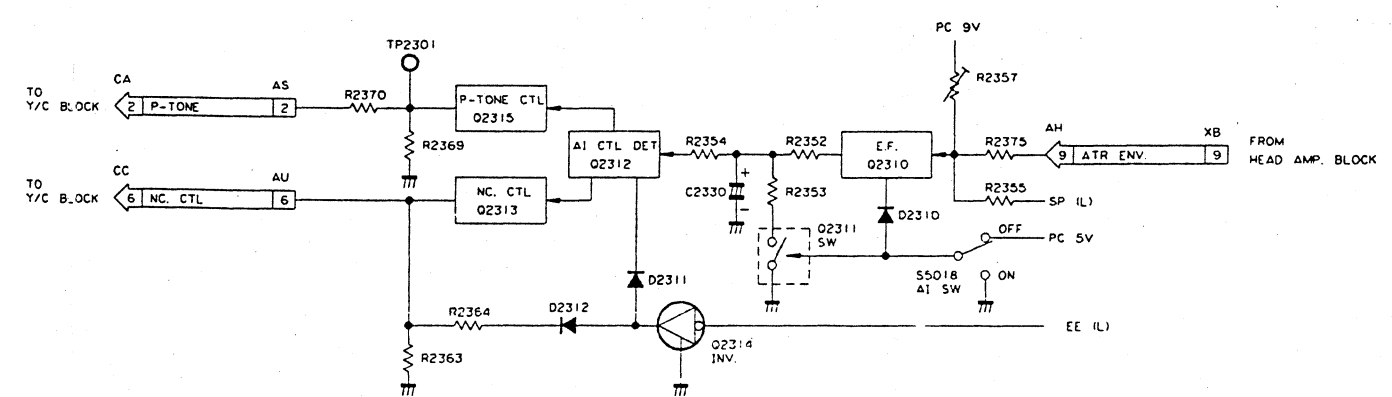 TP2301
PC 9V
R2357
TO
Y/C BLOCK
CA
2 P-TONE
AS
2
R2370
P-TONE CTL
Q2315
R2369
AI CTL DET
Q2312
R2354
R2352
E.F.
Q2310
R2375
AH
9 ATR ENV.
XB
9
FROM
HEAD AMP. BLOCK
TO
Y/C BLOCK
CC
6 NC. CTL
AU
6
NC. CTL
Q2313
+
C2330
-
R2353
D2310
R2355
SP (L)
Q2311
SW
OFF
PC 5V
S5018
AI SW
ON
D2311
R2364
D2312
Q2314
INV.
EE (L)
R2363